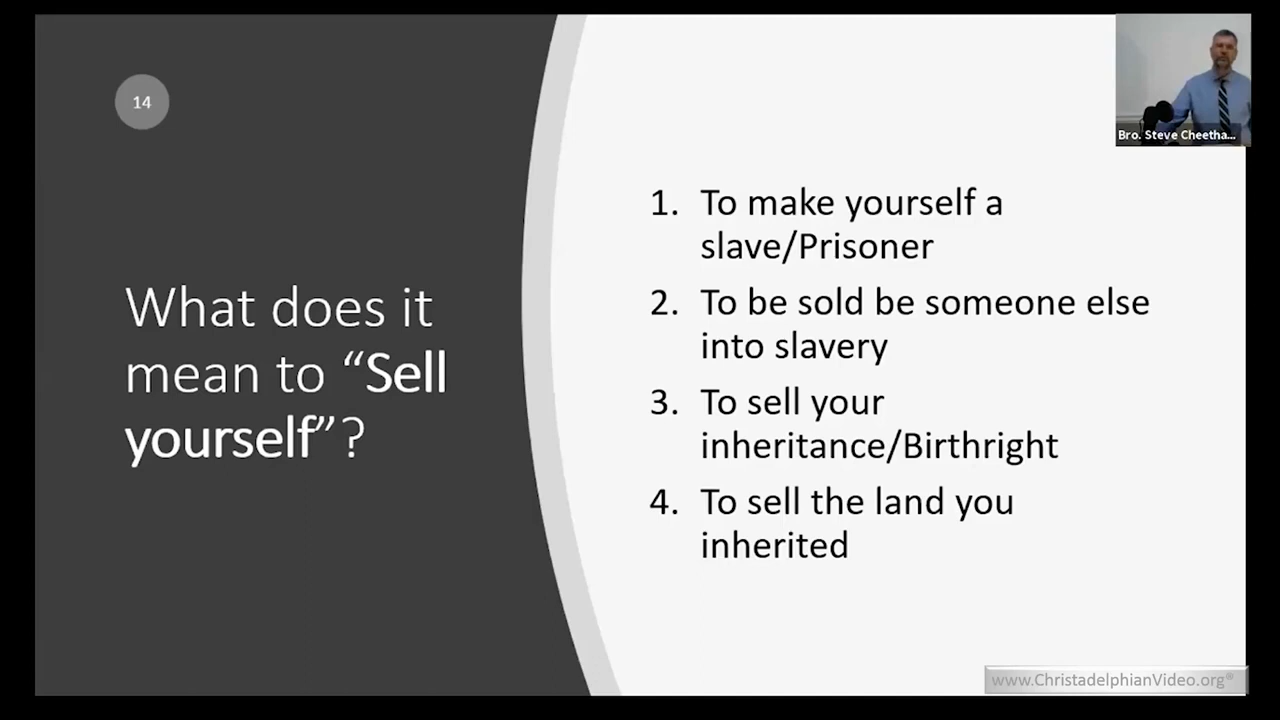 14
What does it
mean to “Sell
yourself”?
1. To make yourself a
slave/Prisoner
2. To be sold be someone else
into slavery
3. To sell your
inheritance/Birthright
4. To sell the land you
inherited
Bro. Steve Cheetha...
www.ChristadelphianVideo.org®